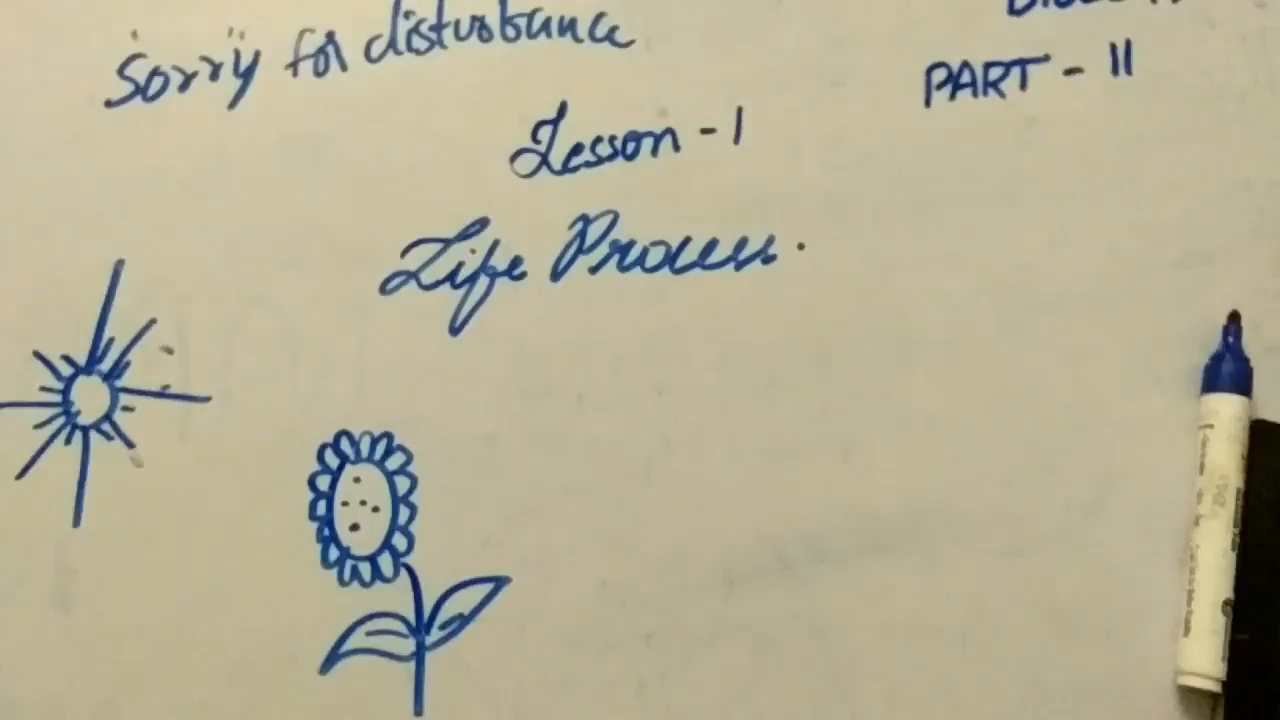 "Sorry" for disturbance
PART - II
Lesson - 1
Life Process.